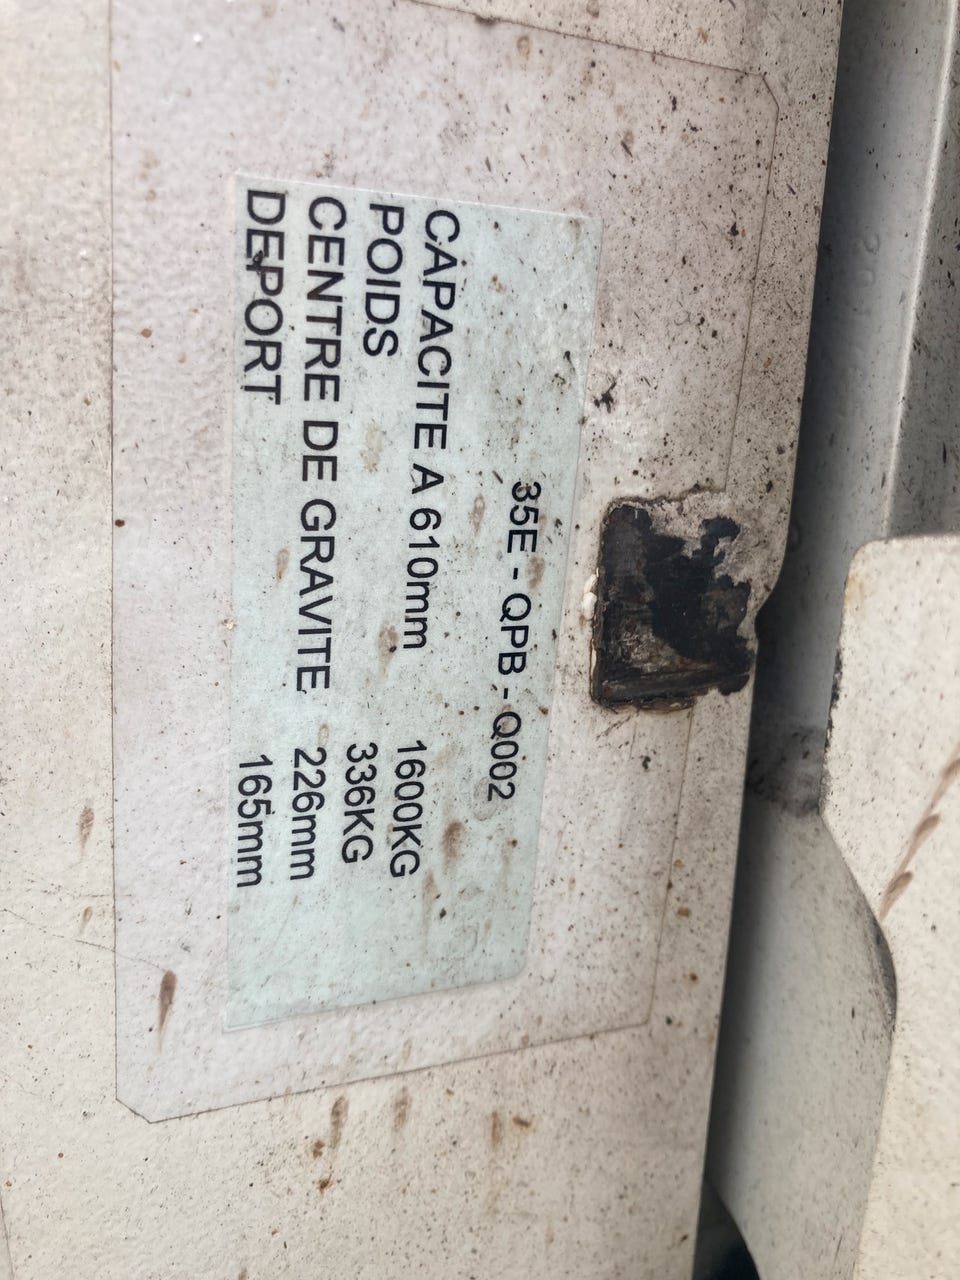 35E - QPB - Q002
CAPACITE A 610mm 1600KG
POIDS 336KG
CENTRE DE GRAVITE 226mm
DEPORT 165mm